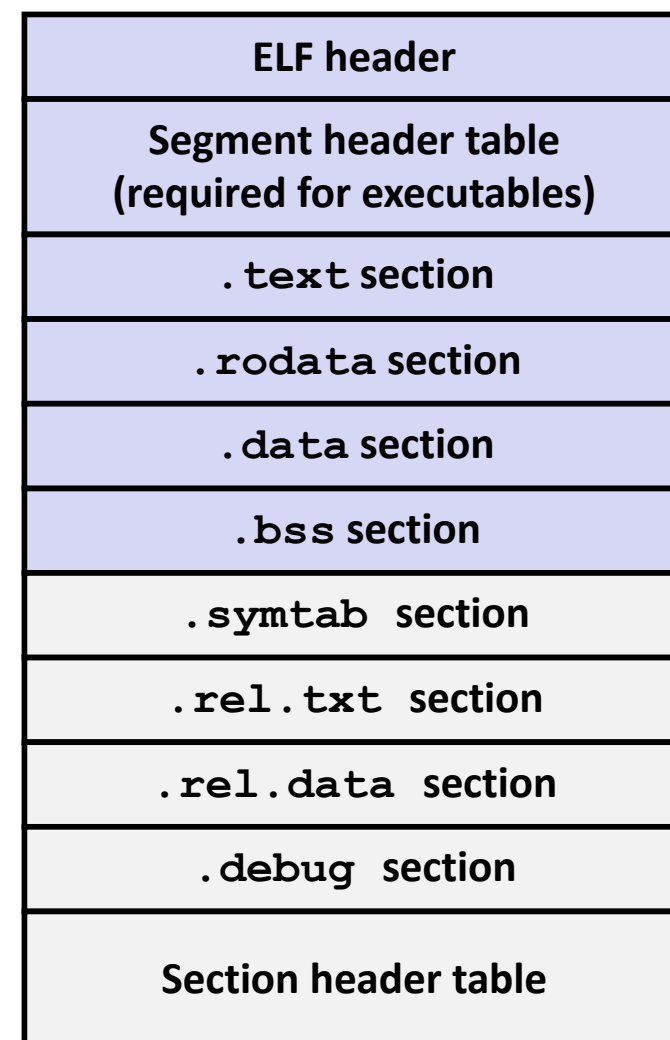 ELF header
Segment header table
(required for executables)
.text section
.rodata section
.data section
.bss section
.symtab section
.rel.txt section
.rel.data section
.debug section
Section header table